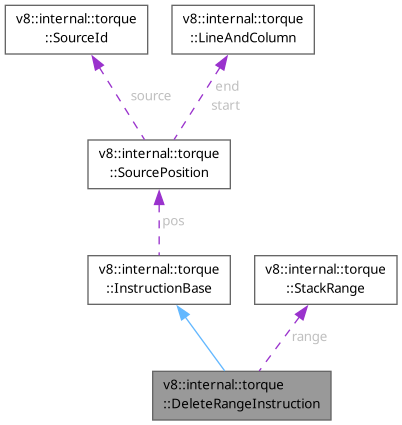 v8::internal::torque
::SourceId
v8::internal::torque
::LineAndColumn
source
end
start
v8::internal::torque
::SourcePosition
pos
v8::internal::torque
::InstructionBase
v8::internal::torque
::StackRange
range
v8::internal::torque
::DeleteRangeInstruction